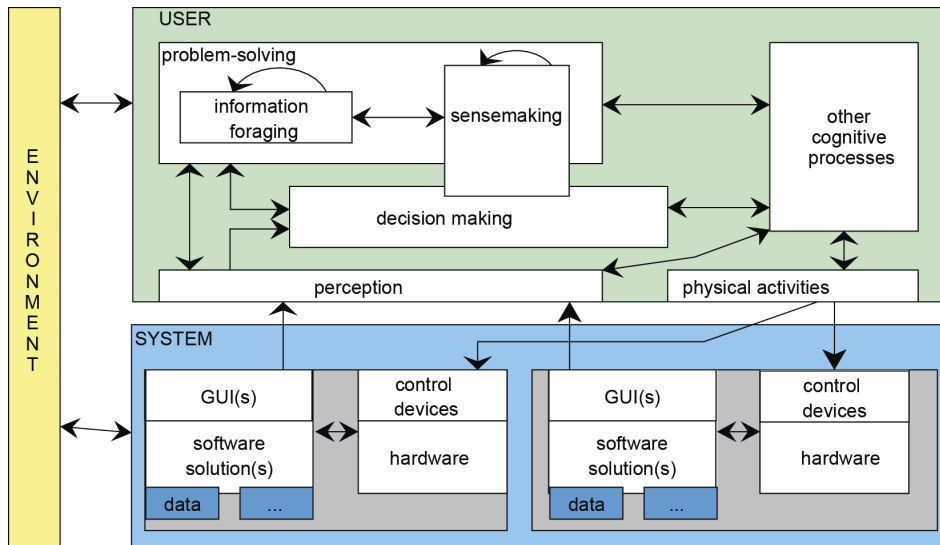 USER
problem-solving
information
foraging
sensemaking
other
cognitive
processes
decision making
perception
physical activities
ENVIRONMENT
SYSTEM
GUI(s)
software
solution(s)
data
...
control
devices
hardware
GUI(s)
software
solution(s)
data
...
control
devices
hardware